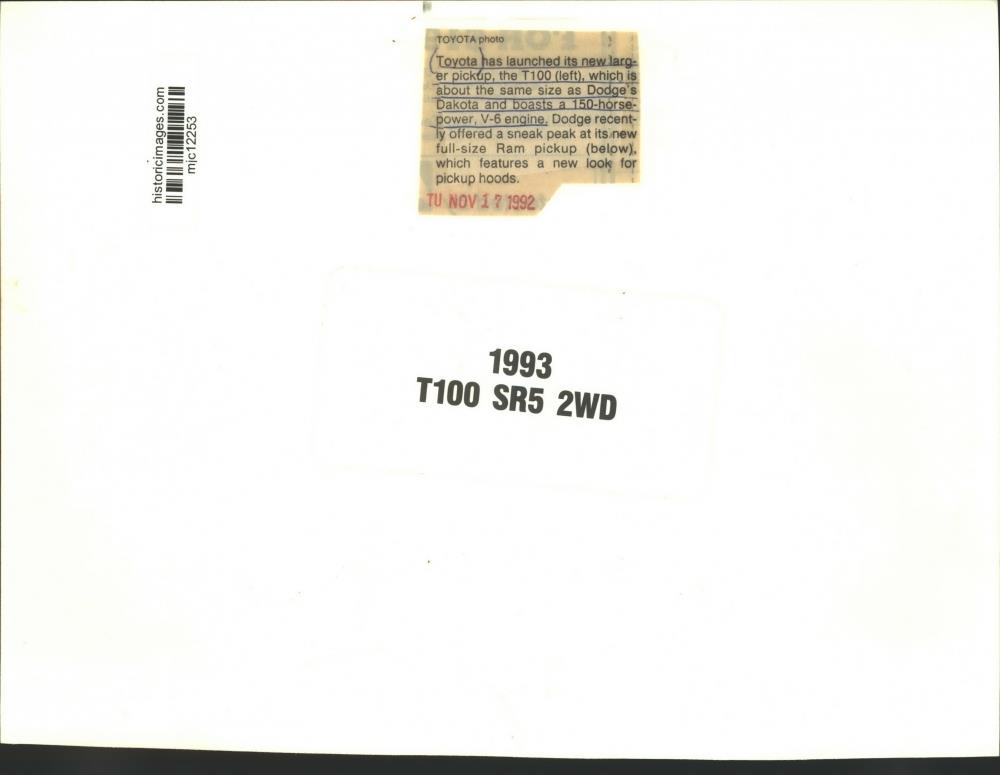 TOYOTA photo
Toyota has launched its new larg-
er pickup, the T100 (left), which is
about the same size as Dodge's
Dakota and boasts a 150-horse-
power, V-6 engine. Dodge recent-
ly offered a sneak peak at its new
full-size Ram pickup (below),
which features a new look for
pickup hoods.
TU NOV 17 1992
historicimages.com
mjc12253
1993
T100 SR5 2WD